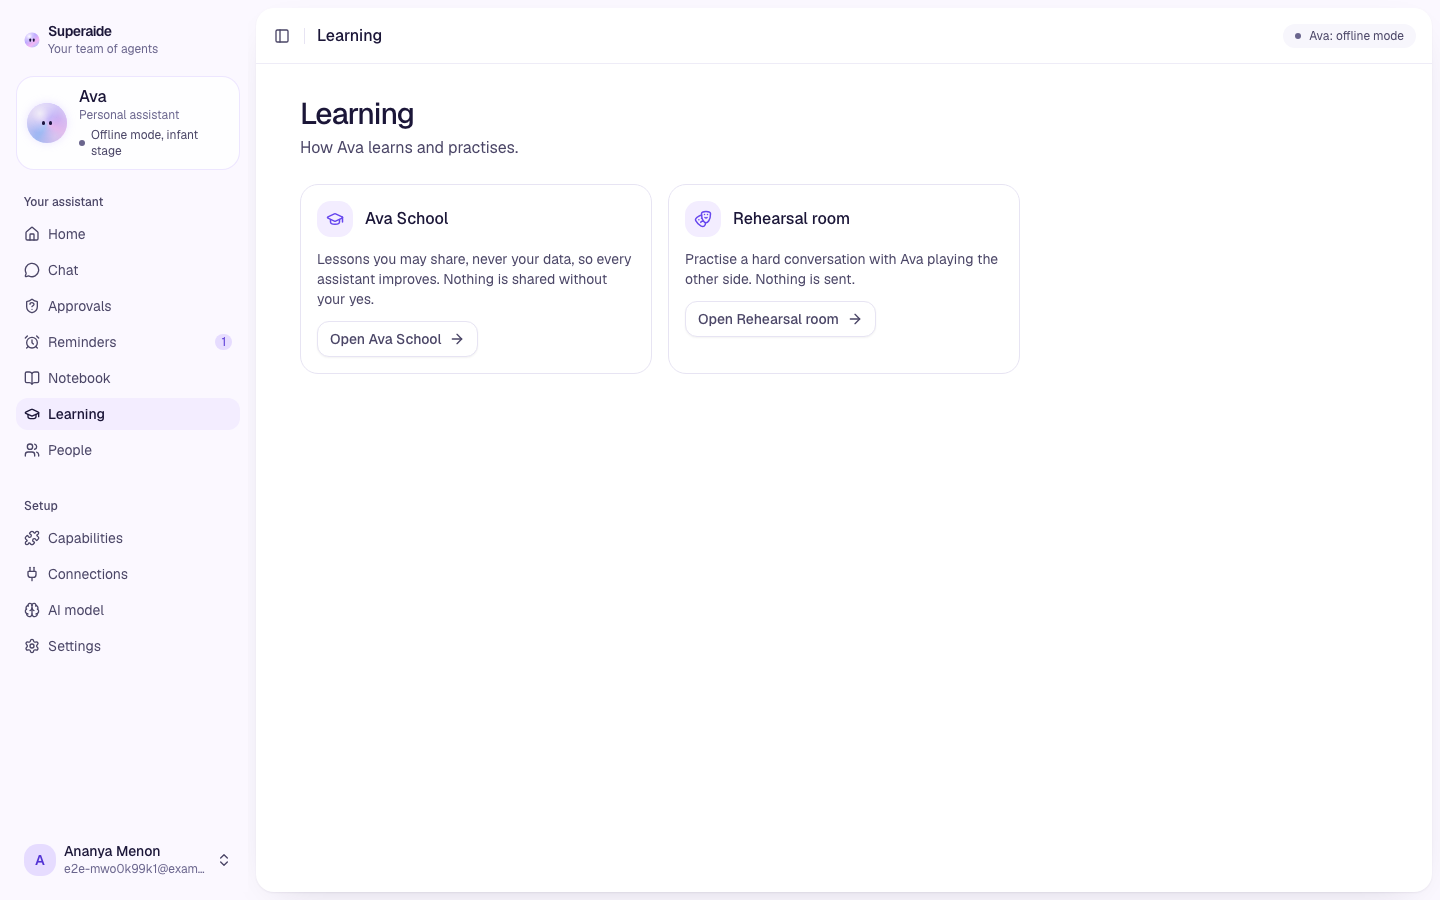 Superaide
Your team of agents
Ava
Personal assistant
Offline mode, infant
stage
Your assistant
Home
Chat
Approvals
Reminders
1
Notebook
Learning
People
Setup
Capabilities
Connections
AI model
Settings
A
Ananya Menon
e2e-mwo0k99k1@exam...
Learning
Ava: offline mode
Learning
How Ava learns and practises.
Ava School
Lessons you may share, never your data, so every
assistant improves. Nothing is shared without
your yes.
Open Ava School
Rehearsal room
Practise a hard conversation with Ava playing the
other side. Nothing is sent.
Open Rehearsal room